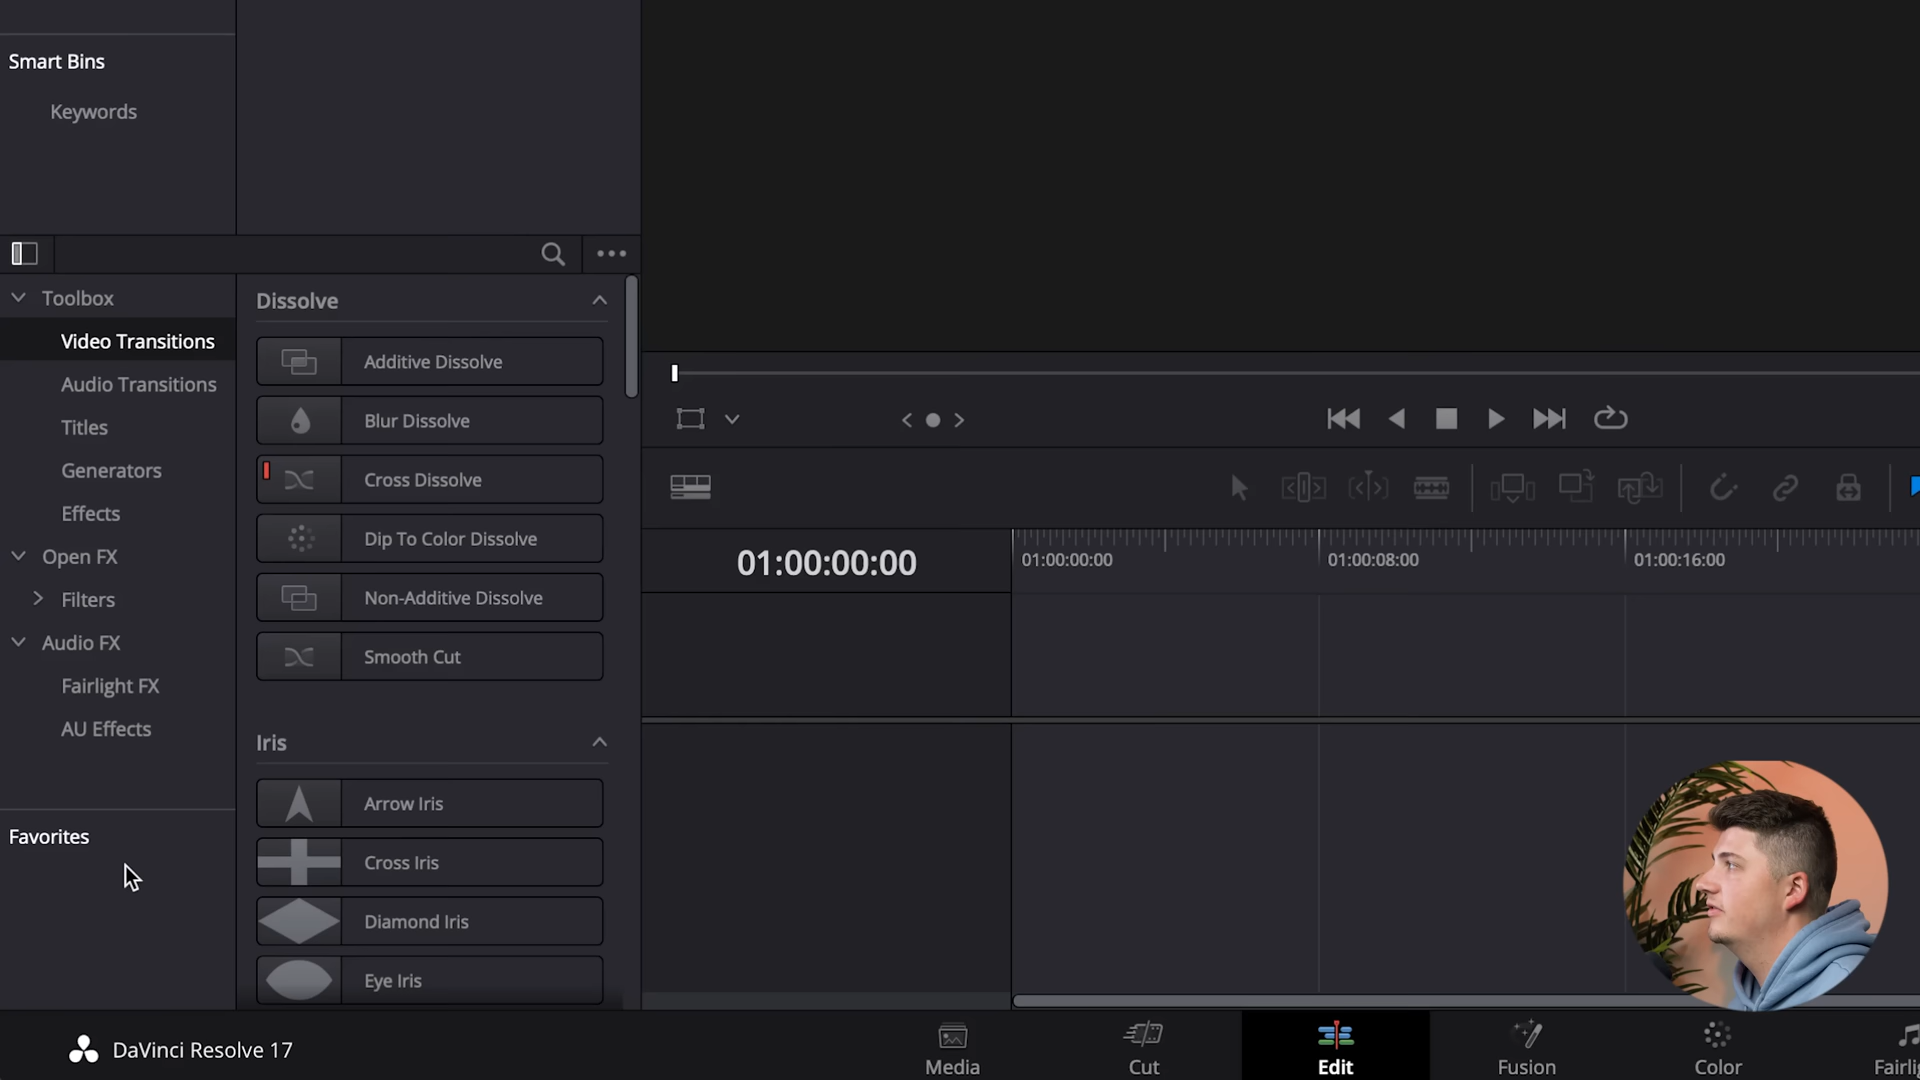 Smart Bins
Keywords
Toolbox
Video Transitions
Audio Transitions
Titles
Generators
Effects
Open FX
Filters
Audio FX
Fairlight FX
AU Effects
Favorites
Dissolve
Additive Dissolve
Blur Dissolve
Cross Dissolve
Dip To Color Dissolve
Non-Additive Dissolve
Smooth Cut
Iris
Arrow Iris
Cross Iris
Diamond Iris
Eye Iris
01:00:00:00
01:00:00:00
01:00:08:00
01:00:16:00
DaVinci Resolve 17
Media
Cut
Edit
Fusion
Color